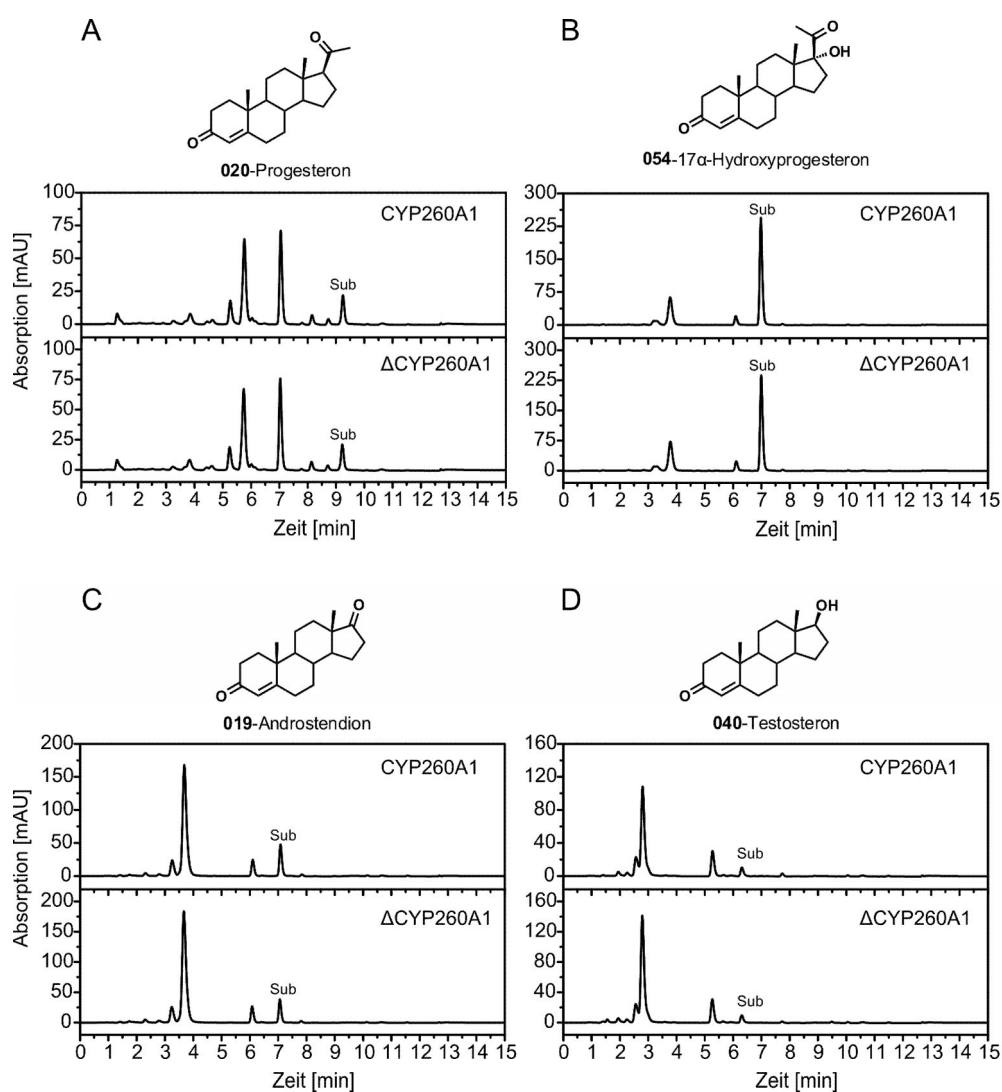 A
O
O
020-Progesteron
Absorption [mAU]
100
75
50
25
0
CYP260A1
Sub
100
75
50
25
0
ΔCYP260A1
Sub
0 1 2 3 4 5 6 7 8 9 10 11 12 13 14 15
Zeit [min]
B
O
OH
O
054-17α-Hydroxyprogesteron
300
225
150
75
0
Sub
CYP260A1
300
225
150
75
0
Sub
ΔCYP260A1
0 1 2 3 4 5 6 7 8 9 10 11 12 13 14 15
Zeit [min]
C
O
O
019-Androstendion
Absorption [mAU]
200
150
100
50
0
CYP260A1
Sub
200
150
100
50
0
ΔCYP260A1
Sub
0 1 2 3 4 5 6 7 8 9 10 11 12 13 14 15
Zeit [min]
D
OH
O
040-Testosteron
160
120
80
40
0
CYP260A1
Sub
160
120
80
40
0
ΔCYP260A1
Sub
0 1 2 3 4 5 6 7 8 9 10 11 12 13 14 15
Zeit [min]